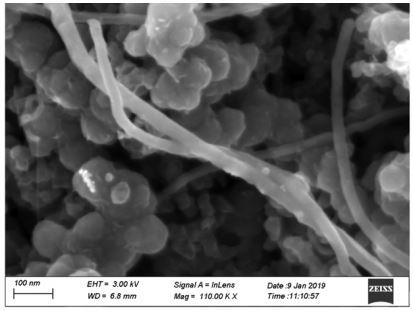 100 nm
EHT = 3.00 kV
Signal A = InLens
Date :9 Jan 2019
WD = 6.8 mm
Mag = 110.00 K X
Time :11:10:57
ZEISS